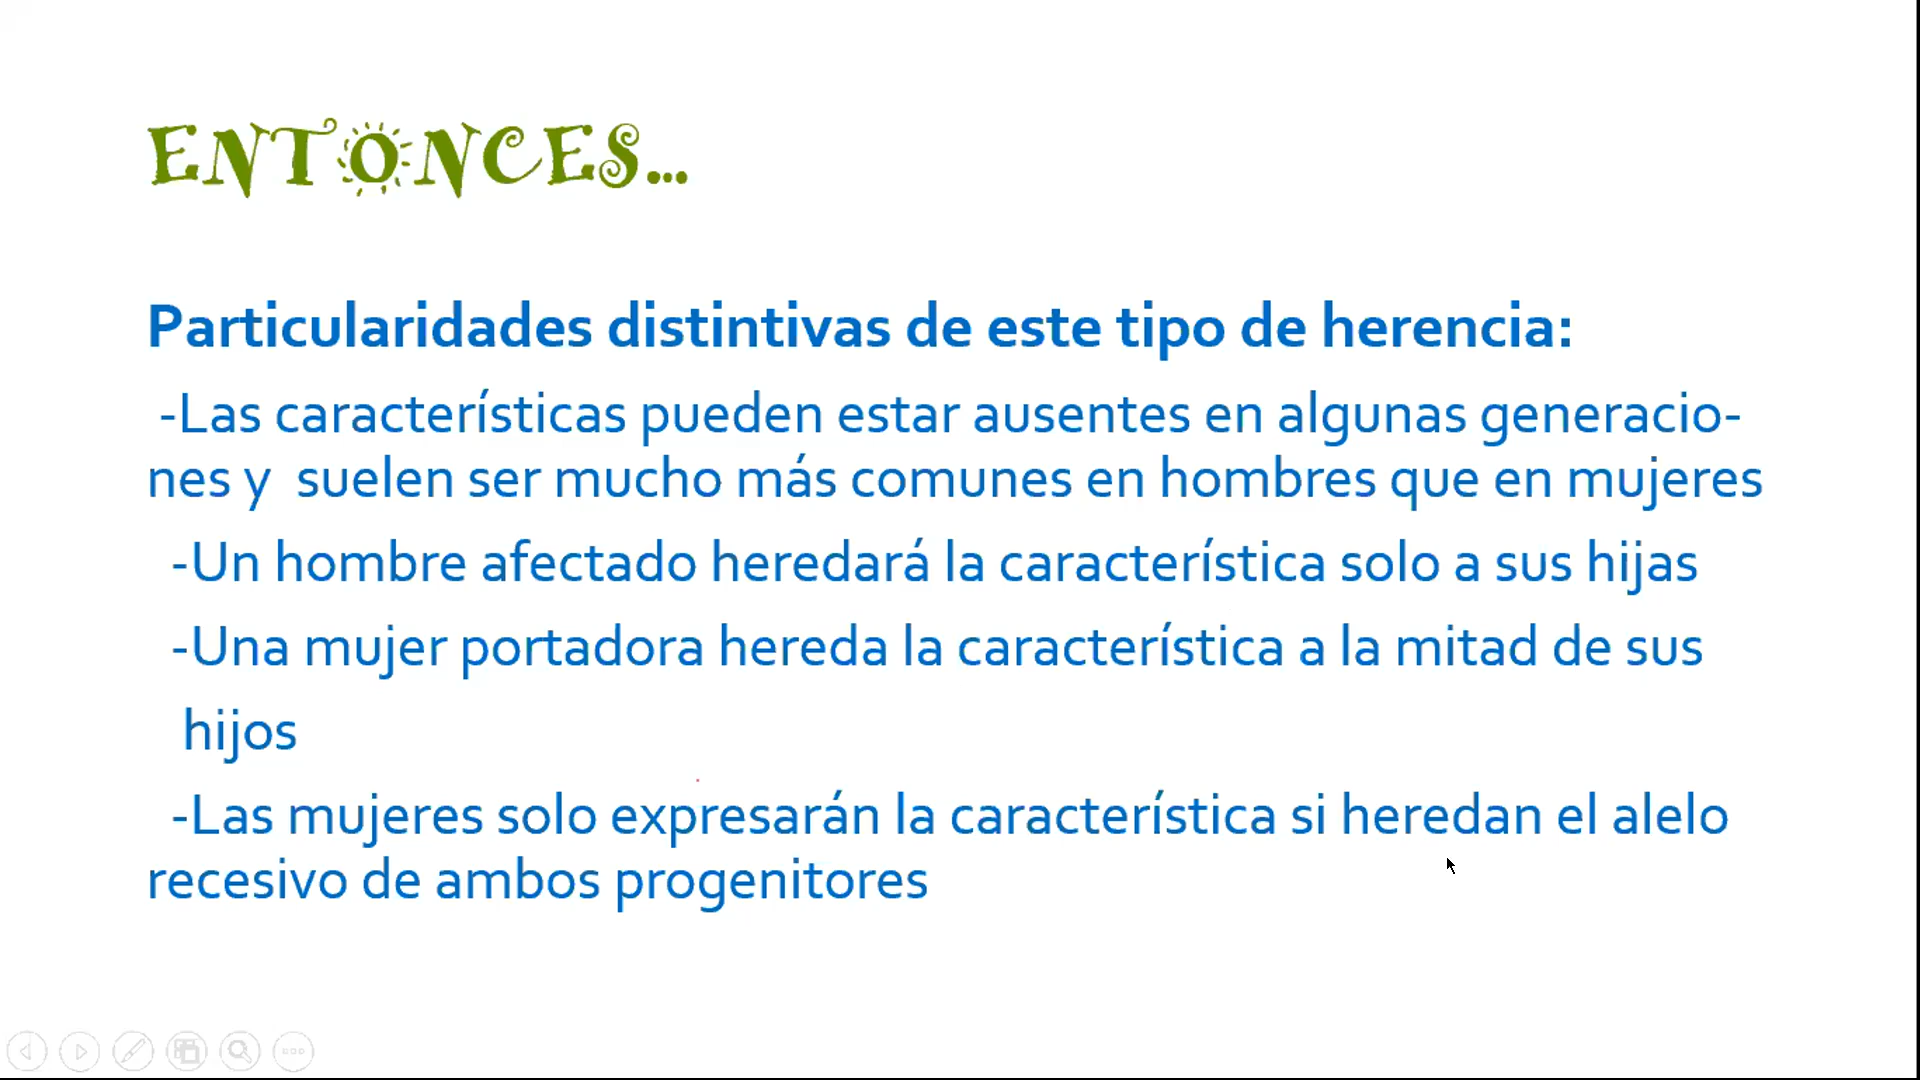 ENTONCES...
Particularidades distintivas de este tipo de herencia:
-Las características pueden estar ausentes en algunas generacio-
nes y suelen ser mucho más comunes en hombres que en mujeres
-Un hombre afectado heredará la característica solo a sus hijas
-Una mujer portadora hereda la característica a la mitad de sus
hijos
-Las mujeres solo expresarán la característica si heredan el alelo
recesivo de ambos progenitores